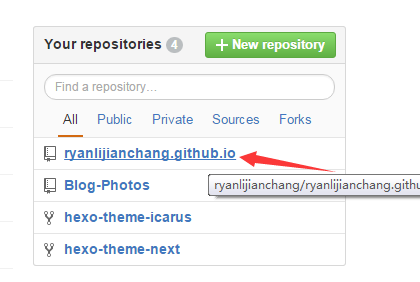 Your repositories 4
New repository
Find a repository…
All Public Private Sources Forks
ryanlijianchang.github.io
Blog-Photos
ryanlijianchang/ryanlijianchang.githu
hexo-theme-icarus
hexo-theme-next